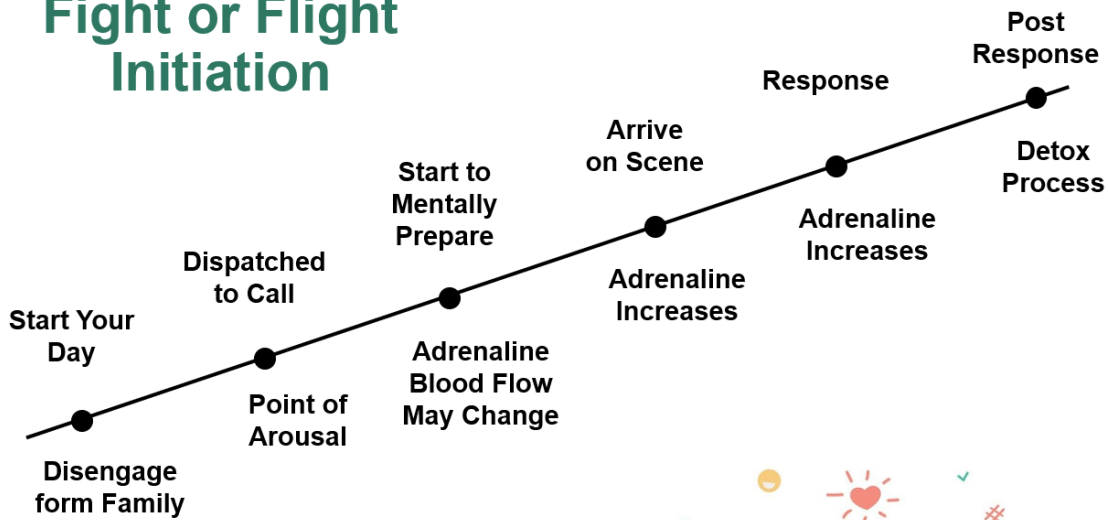 Fight or Flight
Initiation
Start Your
Day
Disengage
form Family
Dispatched
to Call
Point of
Arousal
Start to
Mentally
Prepare
Adrenaline
Blood Flow
May Change
Arrive
on Scene
Adrenaline
Increases
Response
Adrenaline
Increases
Post
Response
Detox
Process